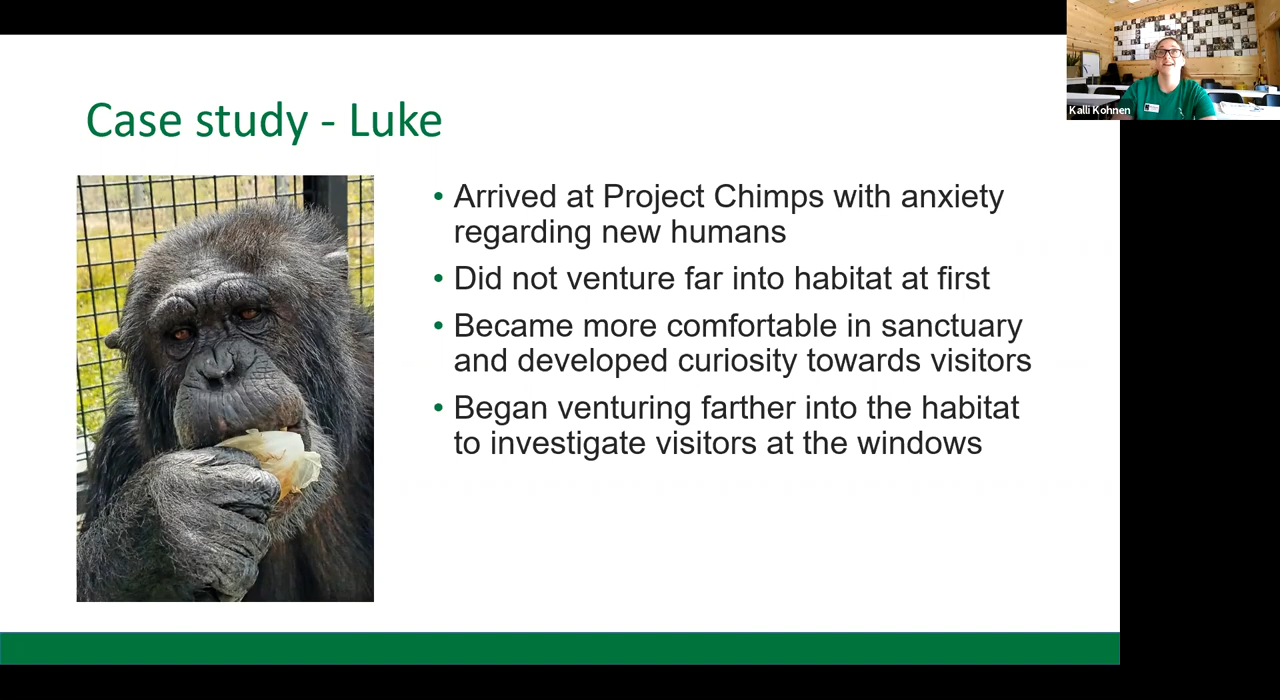 Kalli Kohnen
Case study - Luke
• Arrived at Project Chimps with anxiety
regarding new humans
• Did not venture far into habitat at first
• Became more comfortable in sanctuary
and developed curiosity towards visitors
• Began venturing farther into the habitat
to investigate visitors at the windows